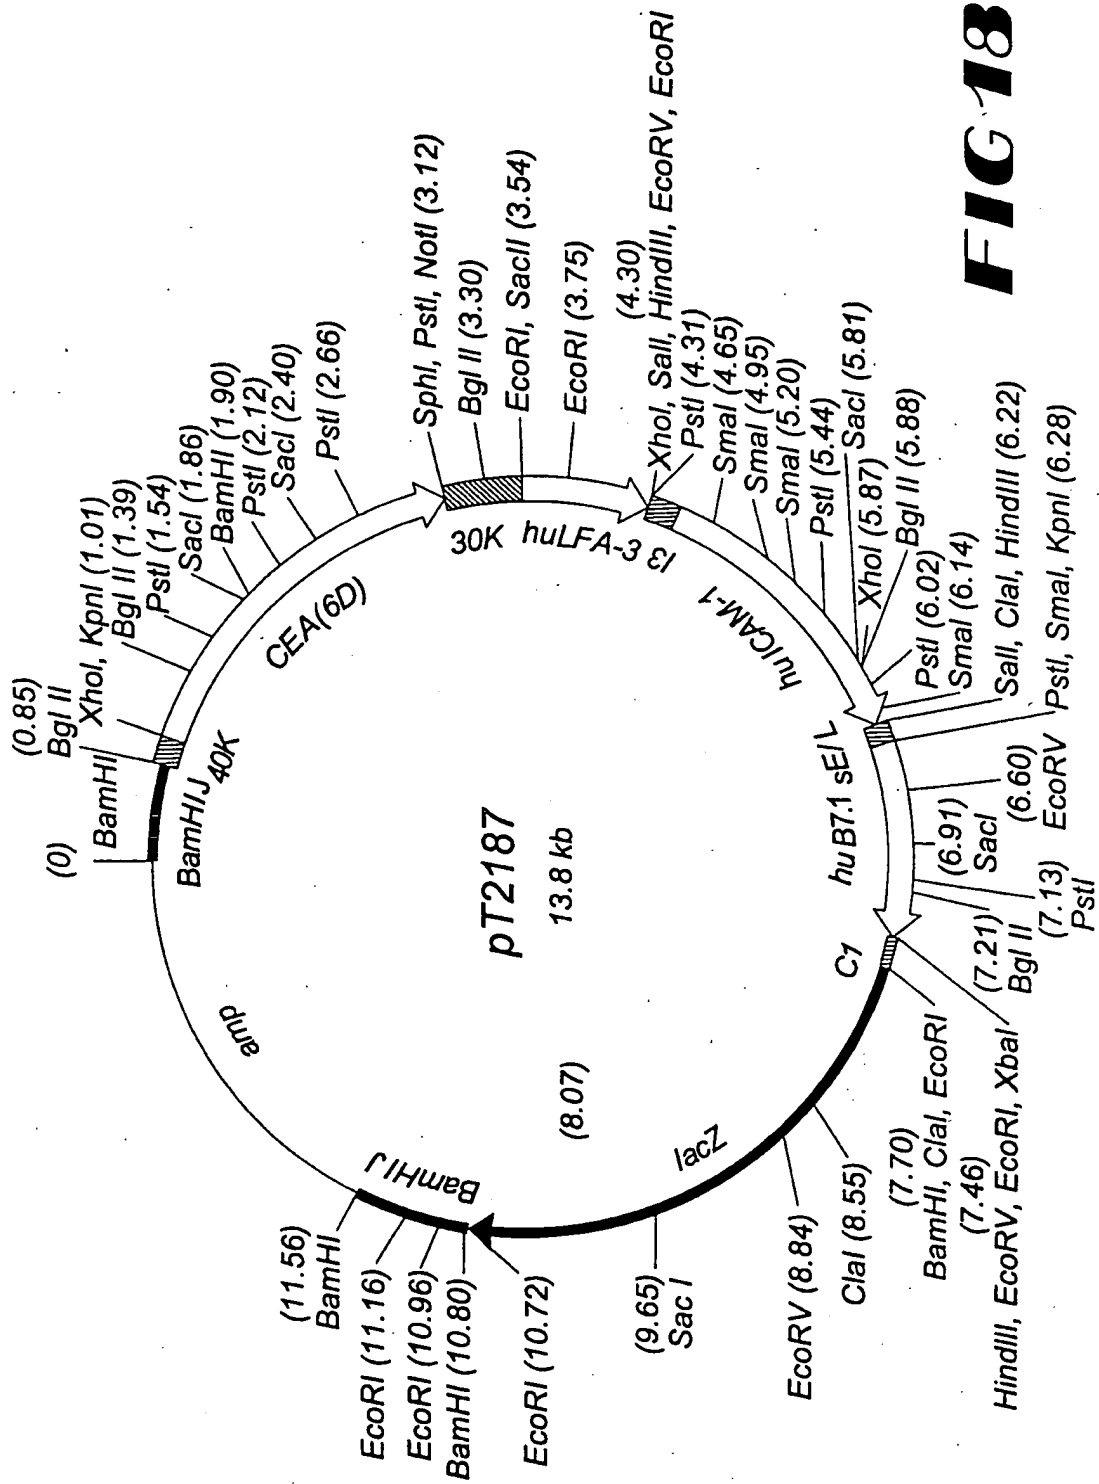 (0)
BamHI
(0.85)
Bgl II
XhoI, KpnI (1.01)
Bgl II (1.39)
PstI (1.54)
SacI (1.86)
BamHI (1.90)
PstI (2.12)
SacI (2.40)
PstI (2.66)
SphI, PstI, NotI (3.12)
Bgl II (3.30)
EcoRI, SacII (3.54)
EcoRI (3.75)
(4.30)
XhoI, SalI, HindIII, EcoRV, EcoRI
PstI (4.31)
SmaI (4.65)
SmaI (4.95)
SmaI (5.20)
PstI (5.44)
SacI (5.81)
XhoI (5.87)
Bgl II (5.88)
PstI (6.02)
SmaI (6.14)
SalI, ClaI, HindIII (6.22)
PstI, SmaI, KpnI (6.28)
(6.60)
EcoRV
(6.91)
SacI
(7.13)
PstI
(7.21)
Bgl II
(7.46)
HindIII, EcoRV, EcoRI, XbaI
(7.70)
BamHI, ClaI, EcoRI
ClaI (8.55)
EcoRV (8.84)
(9.65)
Sac I
EcoRI (10.72)
BamHI (10.80)
EcoRI (10.96)
EcoRI (11.16)
(11.56)
BamHI
BamHI J
40K
CEA(6D)
30K
huLFA-3
I3
huICAM-1
sE/L
hu B7.1
C1
lacZ
(8.07)
BamHI J
amp
pT2187
13.8 kb
FIG 18